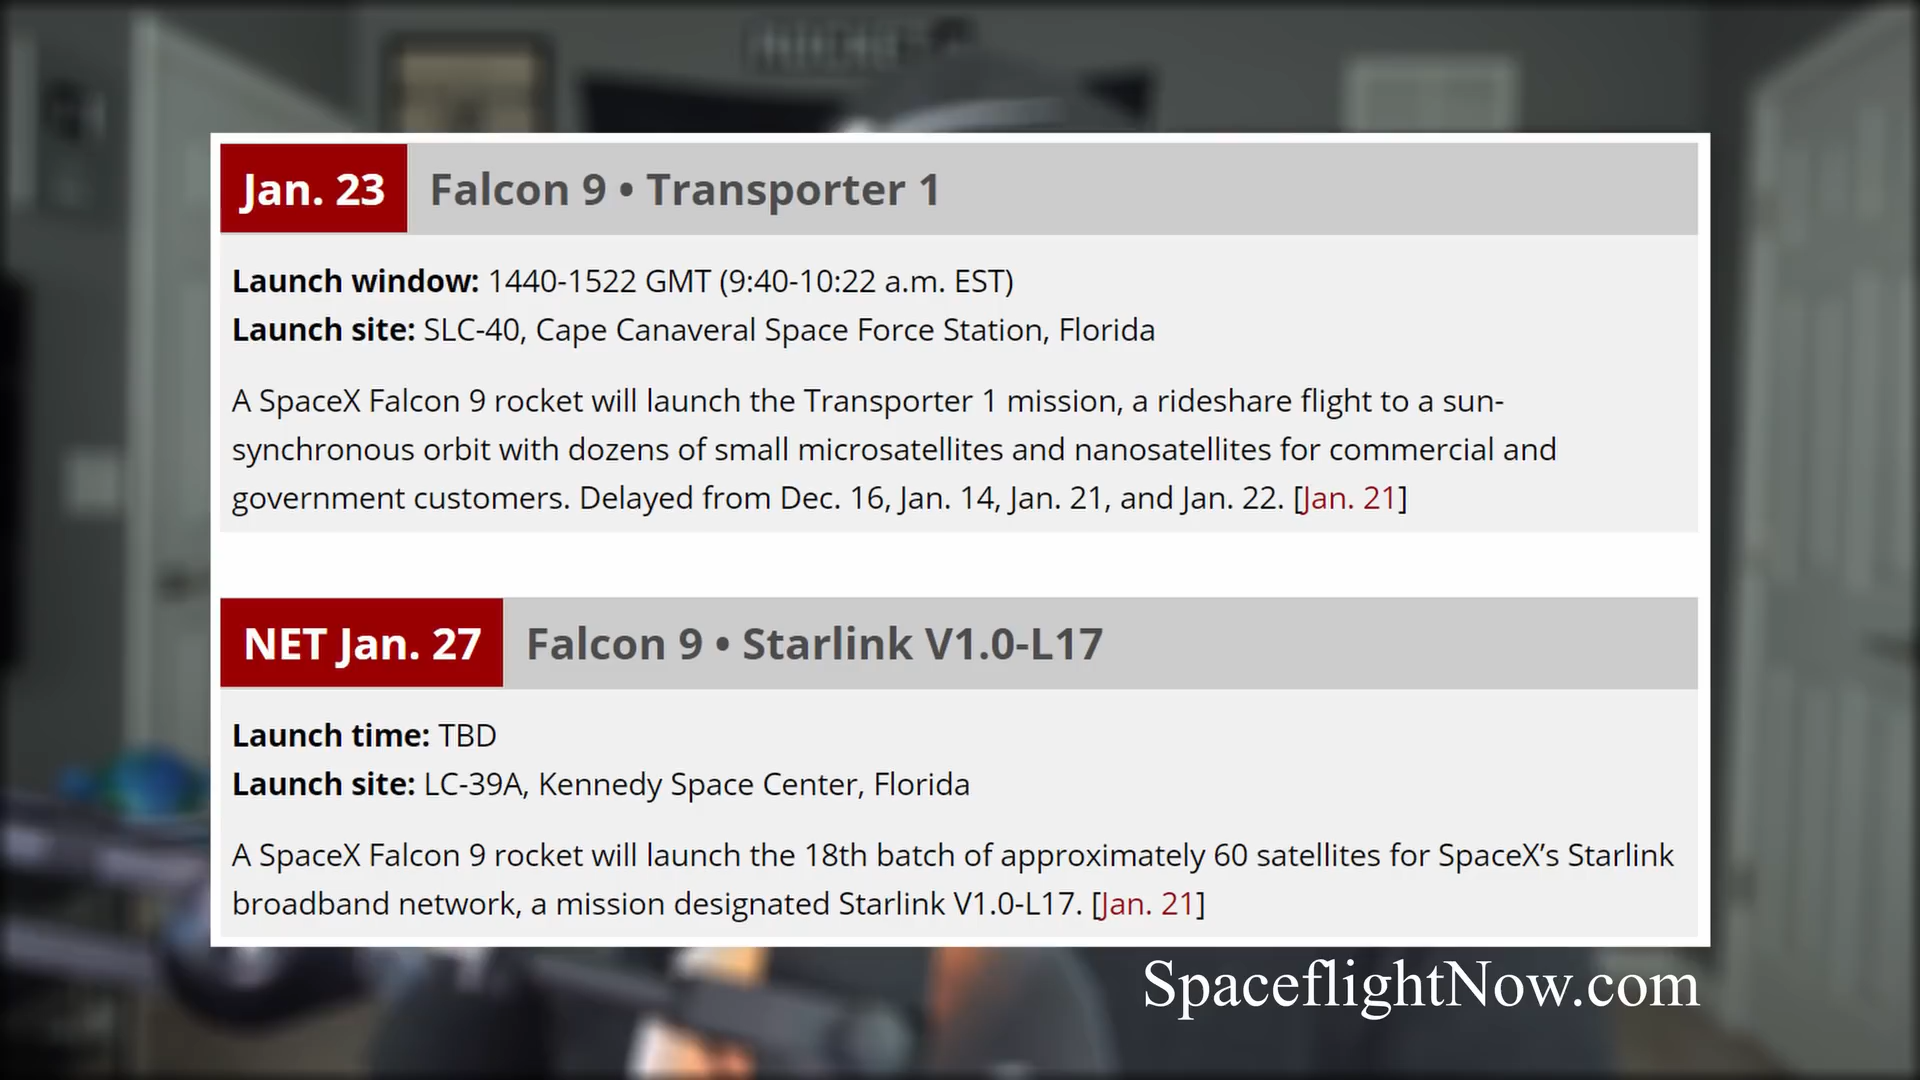 Jan. 23 Falcon 9 • Transporter 1
Launch window: 1440-1522 GMT (9:40-10:22 a.m. EST)
Launch site: SLC-40, Cape Canaveral Space Force Station, Florida
A SpaceX Falcon 9 rocket will launch the Transporter 1 mission, a rideshare flight to a sun-
synchronous orbit with dozens of small microsatellites and nanosatellites for commercial and
government customers. Delayed from Dec. 16, Jan. 14, Jan. 21, and Jan. 22. [Jan. 21]
NET Jan. 27 Falcon 9 • Starlink V1.0-L17
Launch time: TBD
Launch site: LC-39A, Kennedy Space Center, Florida
A SpaceX Falcon 9 rocket will launch the 18th batch of approximately 60 satellites for SpaceX’s Starlink
broadband network, a mission designated Starlink V1.0-L17. [Jan. 21]
SpaceflightNow.com